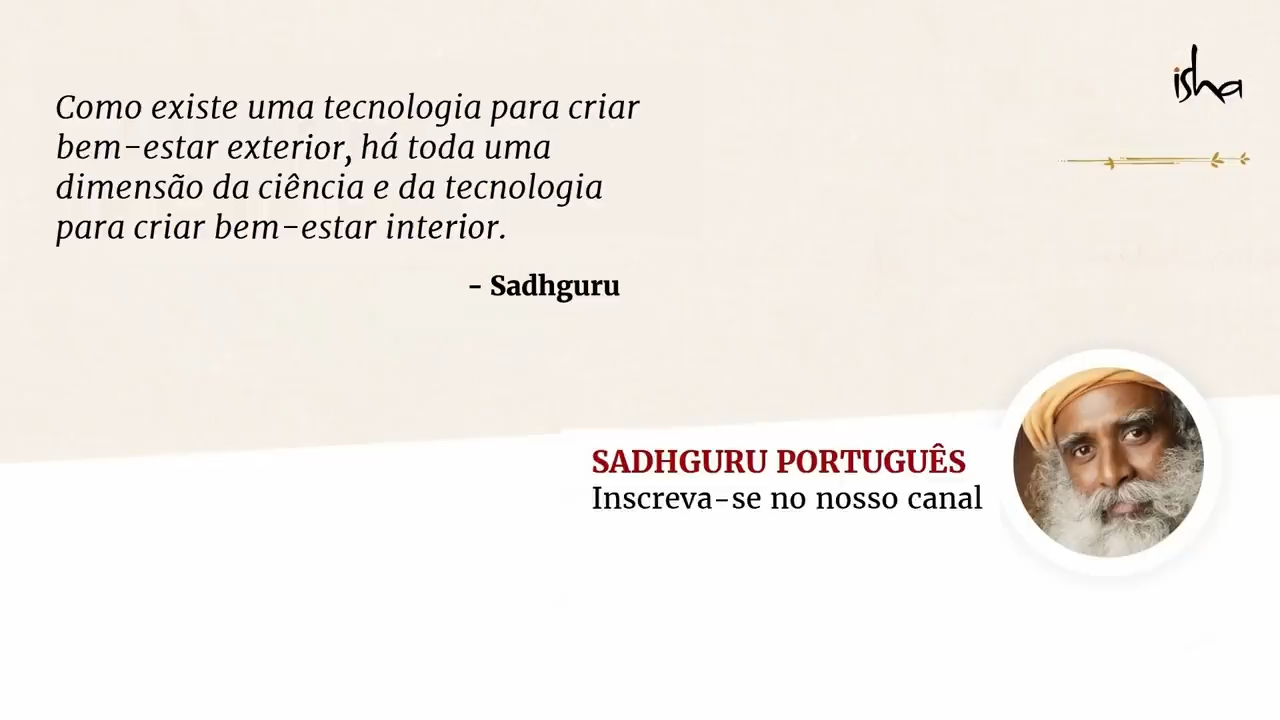 Como existe uma tecnologia para criar
bem-estar exterior, há toda uma
dimensão da ciência e da tecnologia
para criar bem-estar interior.
- Sadhguru
isha
SADHGURU PORTUGUÊS
Inscreva-se no nosso canal